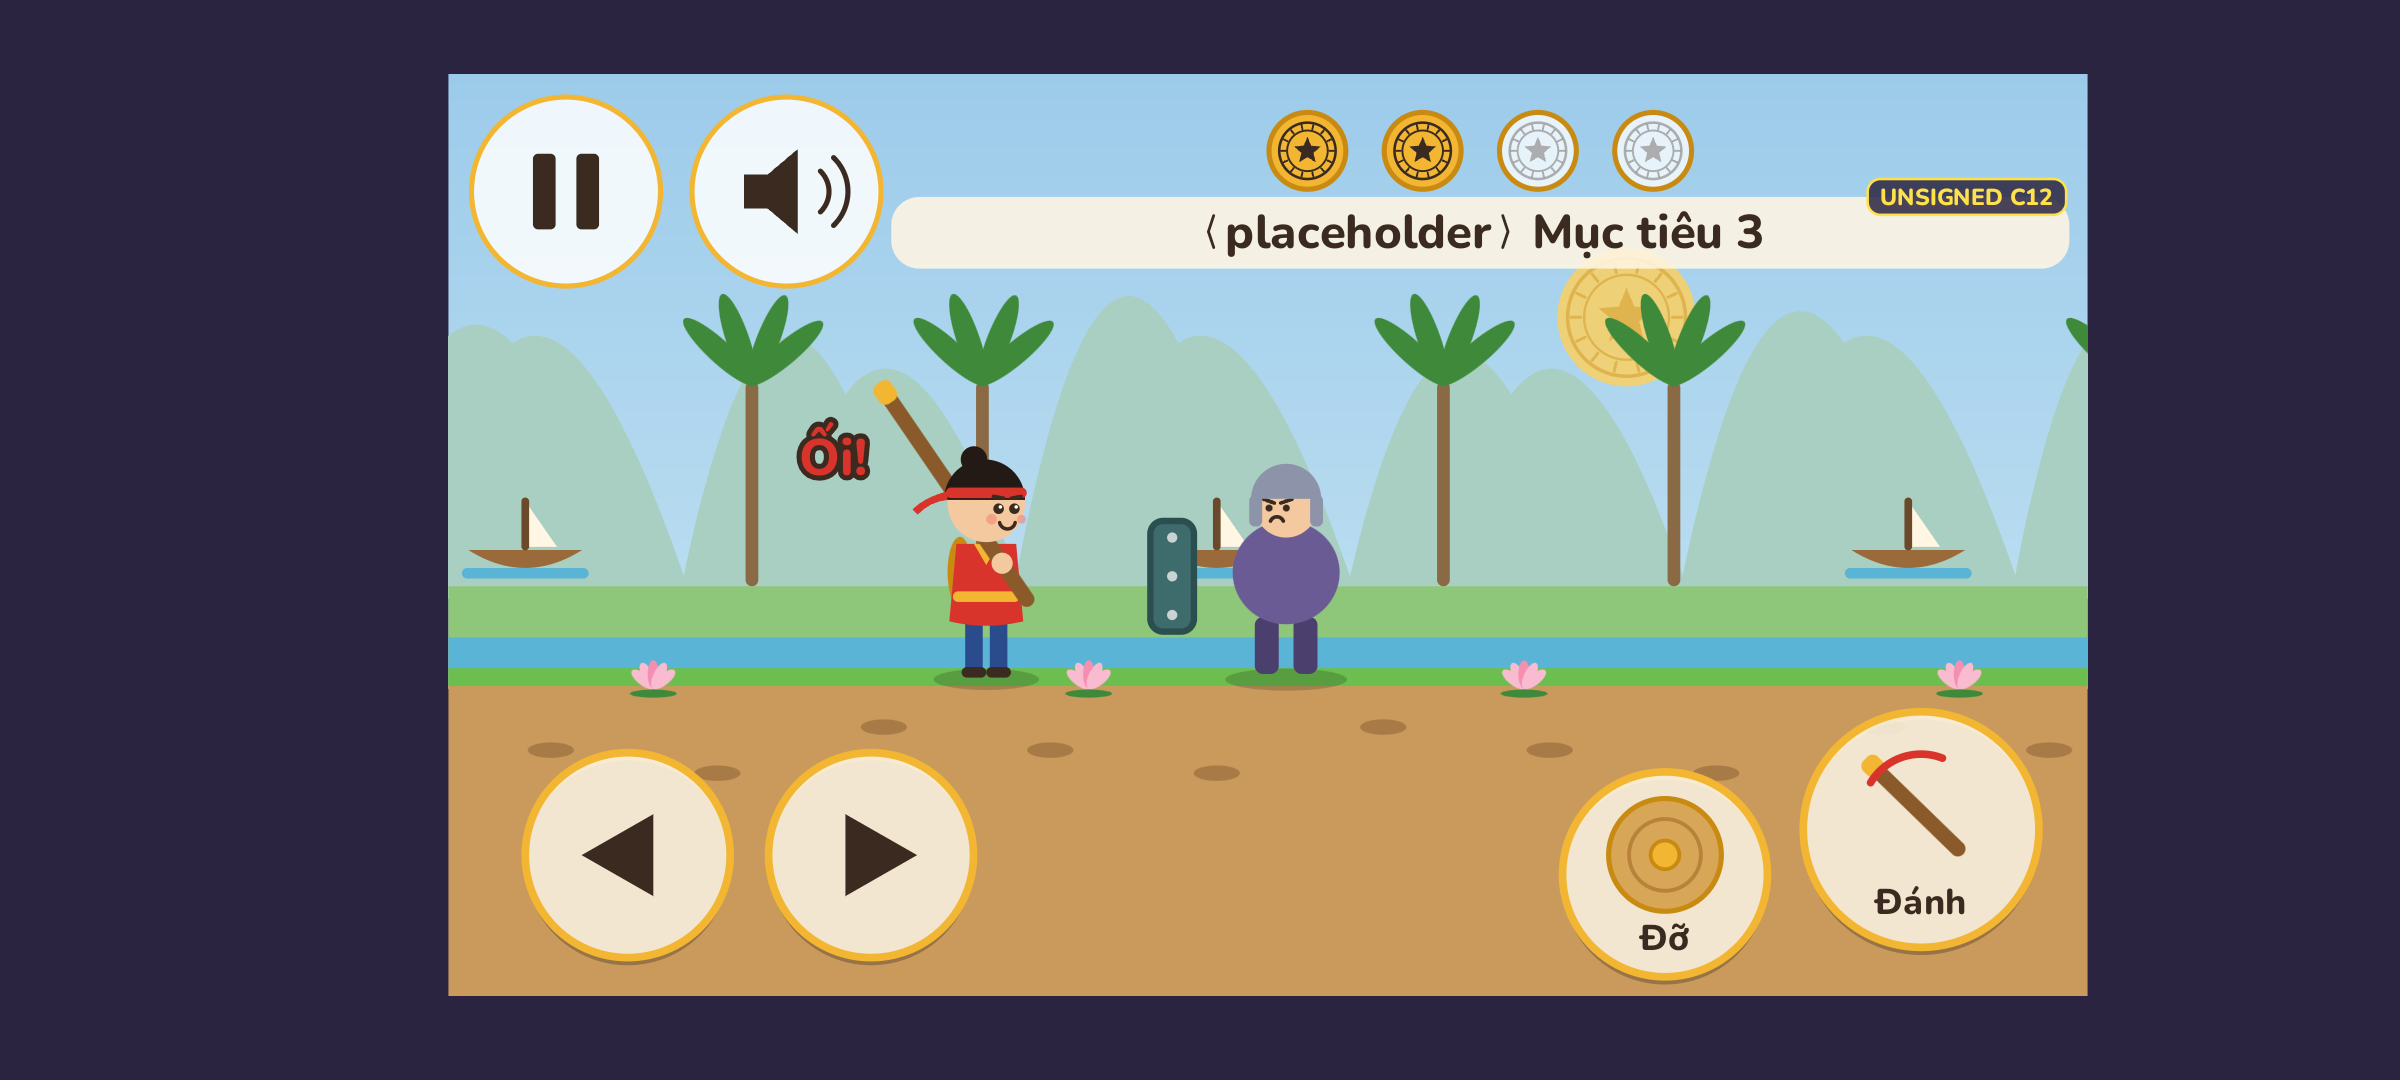 UNSIGNED C12
⟨placeholder⟩ Mục tiêu 3
Ối!
Đánh
Đỡ